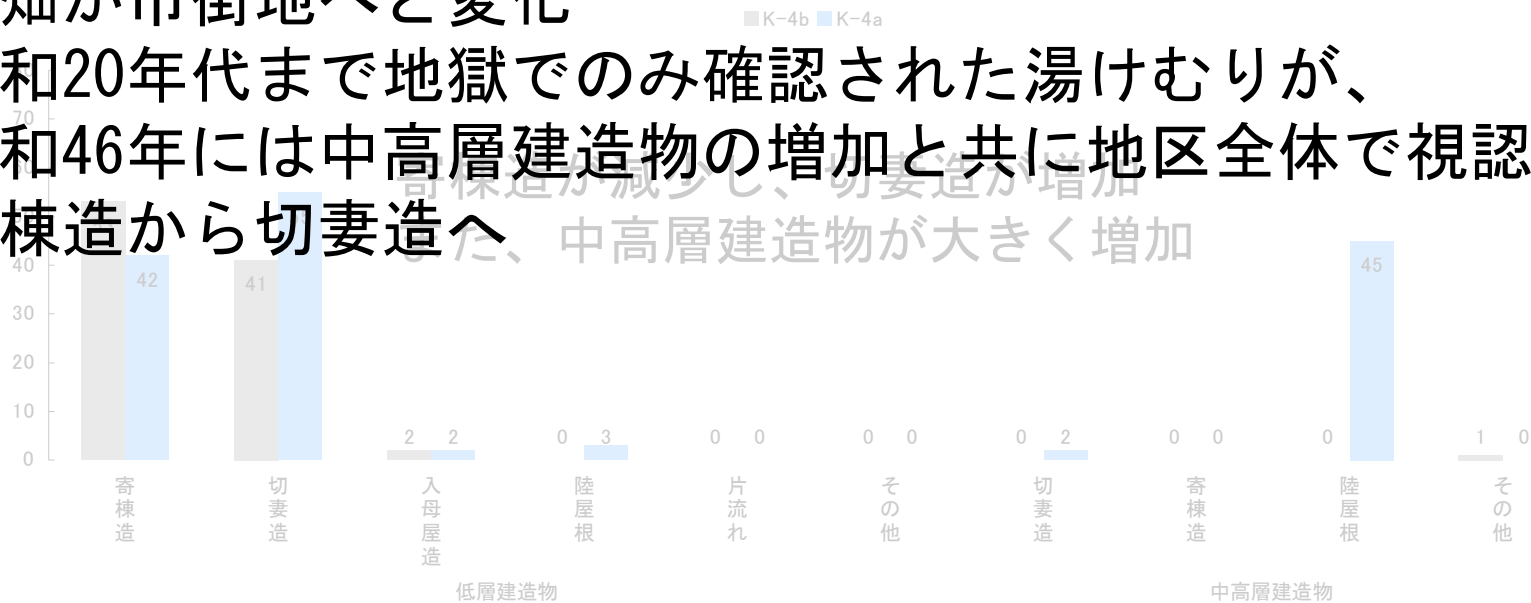 畑が市街地へと変化
K-4b K-4a
和20年代まで地獄でのみ確認された湯けむりが、
70
和46年には中高層建造物の増加と共に地区全体で視認
寄棟造が減少し、切妻造が増加
棟造から切妻造へ
また、中高層建造物が大きく増加
40
42
41
45
30
20
10
2 2 0 3 0 0 0 0 0 2 0 0 0 1 0
0
寄棟造 切妻造 入母屋造 陸屋根 片流れ その他 切妻造 寄棟造 陸屋根 その他
低層建造物 中高層建造物